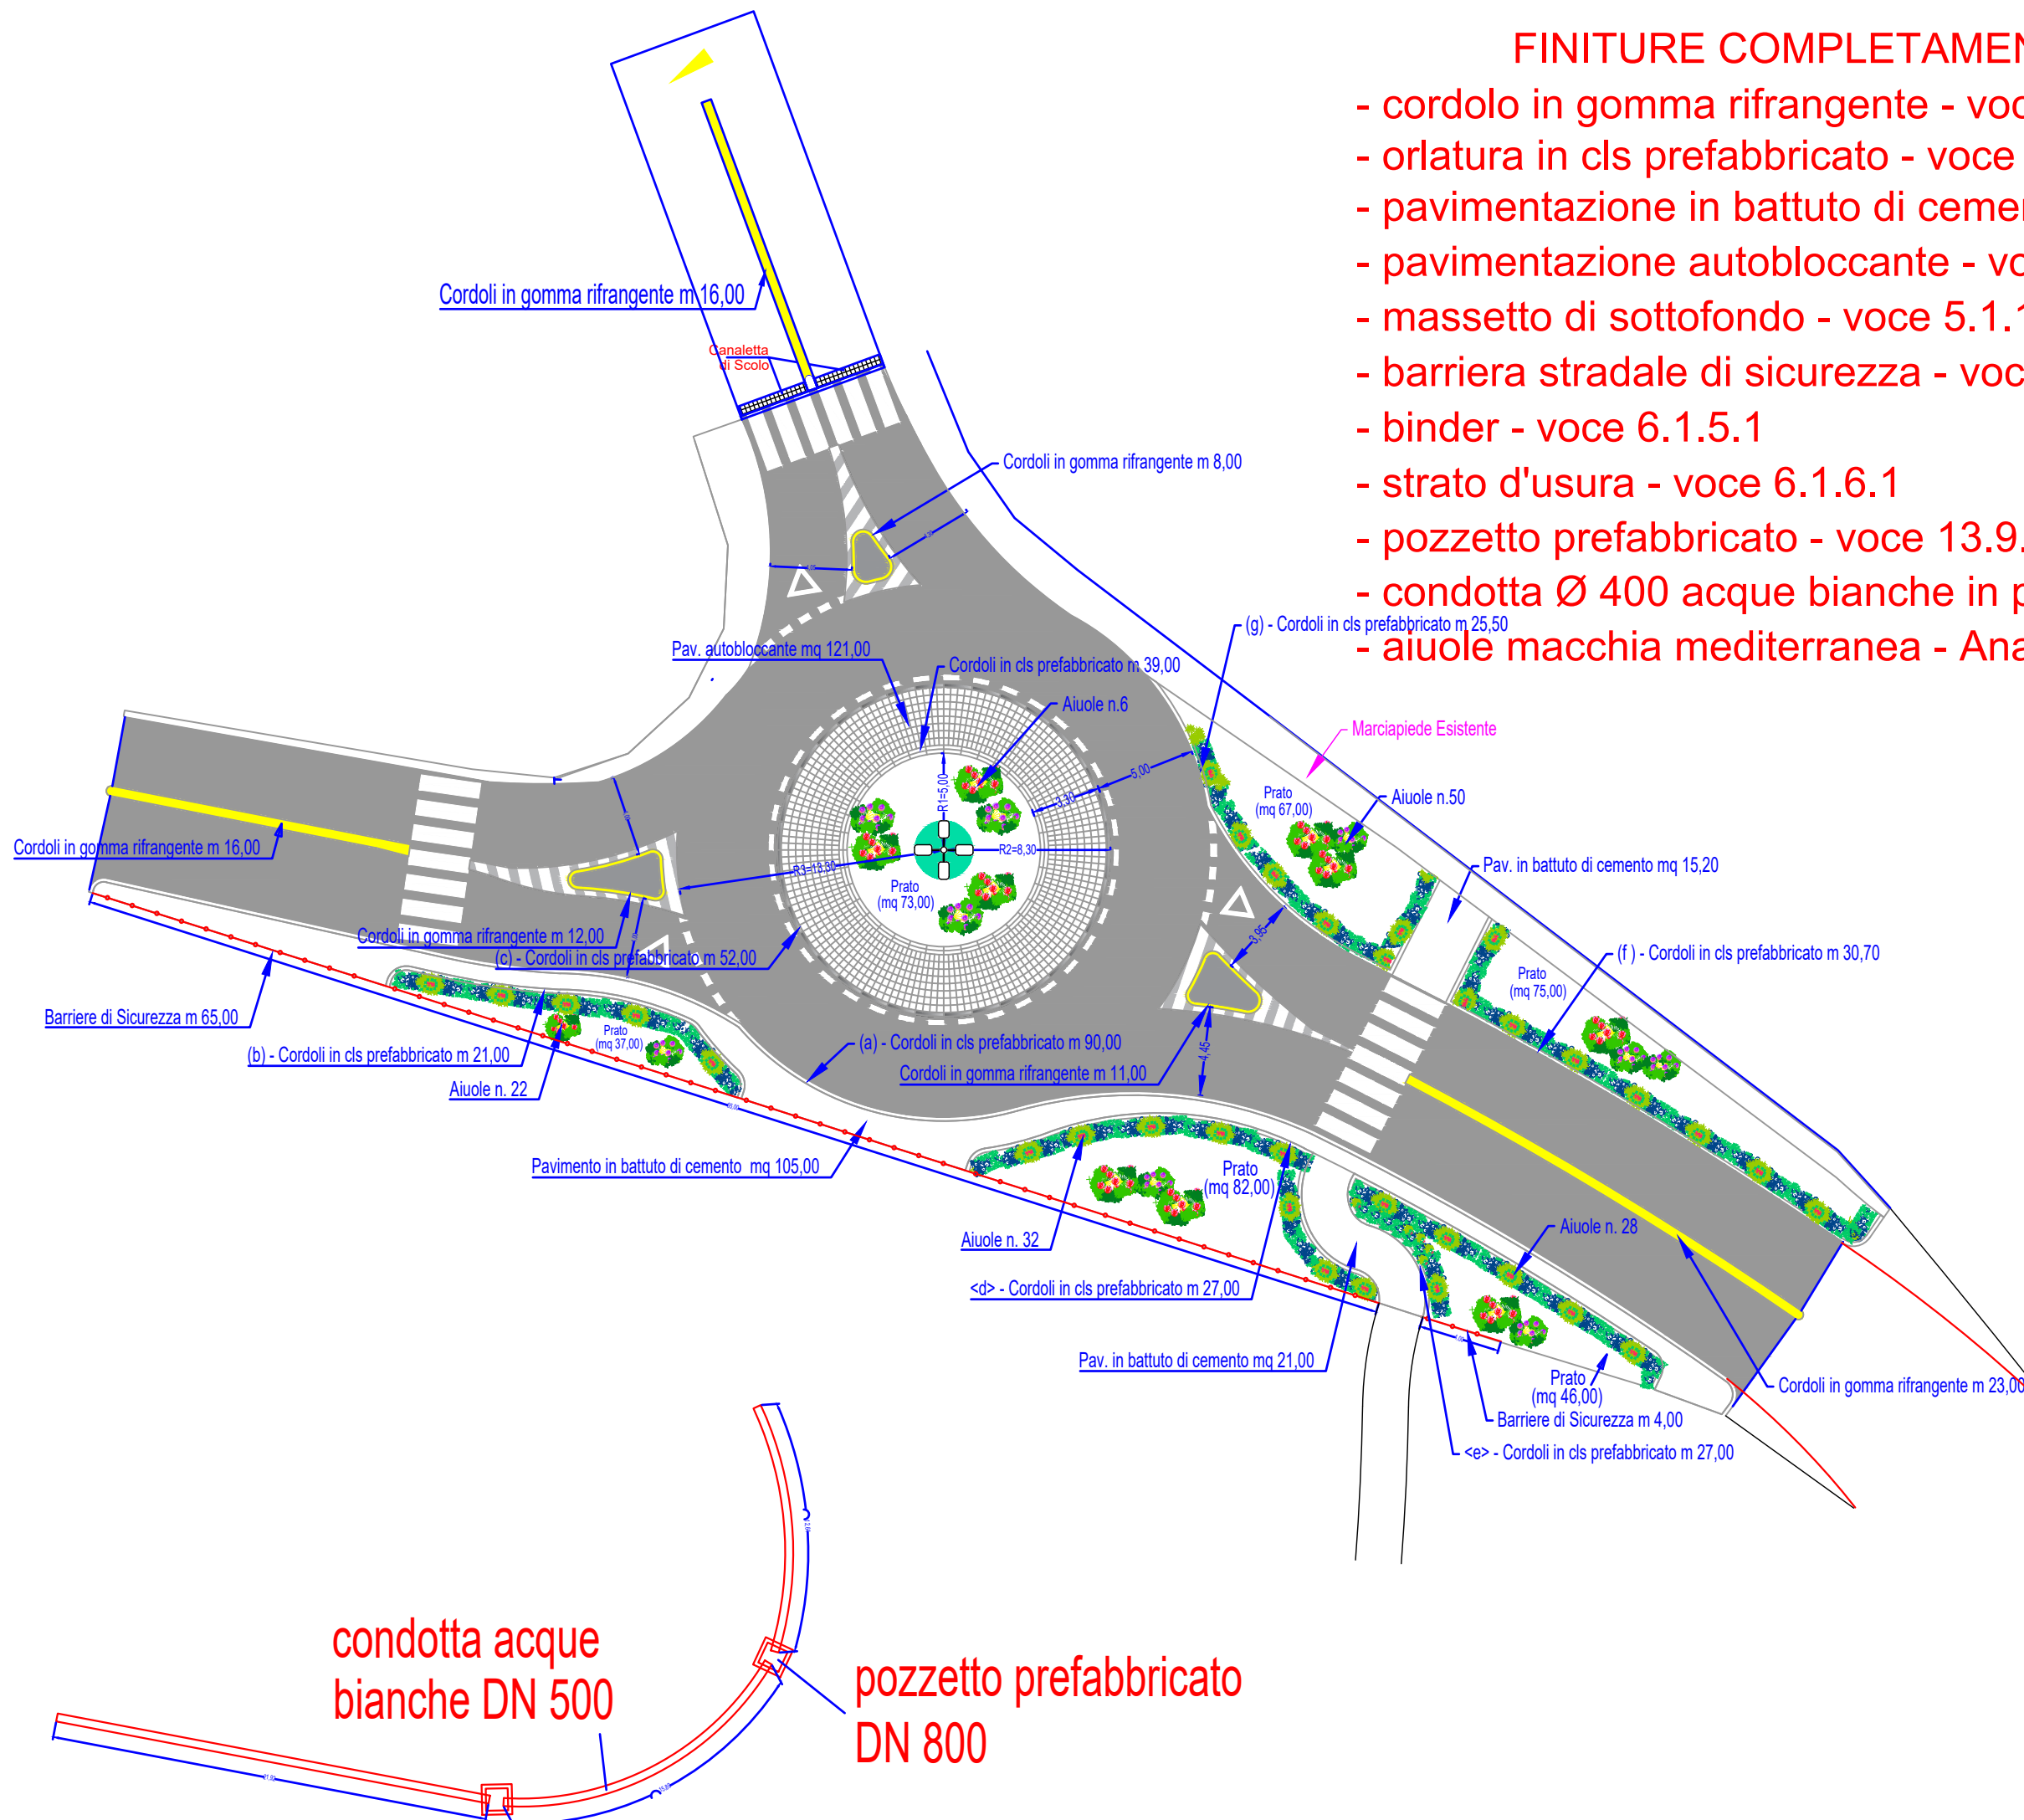 FINITURE COMPLETAMEN
- cordolo in gomma rifrangente - voc
- orlatura in cls prefabbricato - voce
- pavimentazione in battuto di cemen
- pavimentazione autobloccante - vo
- massetto di sottofondo - voce 5.1.1
- barriera stradale di sicurezza - voc
- binder - voce 6.1.5.1
- strato d'usura - voce 6.1.6.1
- pozzetto prefabbricato - voce 13.9.
- condotta Ø 400 acque bianche in p
- aiuole macchia mediterranea - Ana
Cordoli in gomma rifrangente m 16,00
Canaletta
di Scolo
Cordoli in gomma rifrangente m 8,00
(g) - Cordoli in cls prefabbricato m 25,50
Pav. autobloccante mq 121,00
Cordoli in cls prefabbricato m 39,00
Aiuole n.6
Marciapiede Esistente
5,00
3,30
R1=5,00
R2=8,30
R3=13,30
Prato
(mq 67,00)
Aiuole n.50
Cordoli in gomma rifrangente m 16,00
Pav. in battuto di cemento mq 15,20
Prato
(mq 73,00)
3,95
Cordoli in gomma rifrangente m 12,00
(c) - Cordoli in cls prefabbricato m 52,00
(f ) - Cordoli in cls prefabbricato m 30,70
Prato
(mq 75,00)
Barriere di Sicurezza m 65,00
Prato
(mq 37,00)
(b) - Cordoli in cls prefabbricato m 21,00
(a) - Cordoli in cls prefabbricato m 90,00
4,45
Cordoli in gomma rifrangente m 11,00
Aiuole n. 22
Pavimento in battuto di cemento mq 105,00
Prato
(mq 82,00)
Aiuole n. 32
Aiuole n. 28
<d> - Cordoli in cls prefabbricato m 27,00
Pav. in battuto di cemento mq 21,00
Prato
(mq 46,00)
Cordoli in gomma rifrangente m 23,00
Barriere di Sicurezza m 4,00
<e> - Cordoli in cls prefabbricato m 27,00
condotta acque
bianche DN 500
pozzetto prefabbricato
DN 800